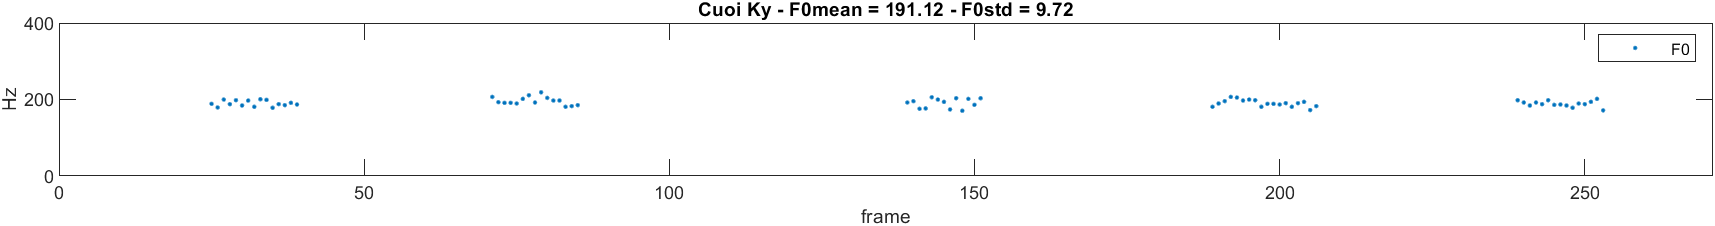 Cuoi Ky - F0mean = 191.12 - F0std = 9.72
400
200
0
Hz
F0
0 50 100 150 200 250
frame